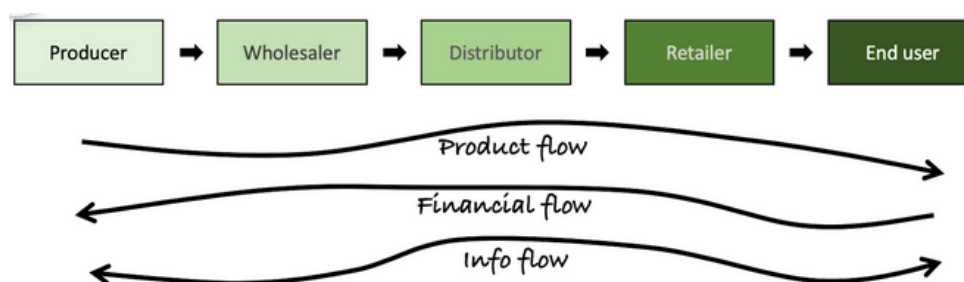 Producer
Wholesaler
Distributor
Retailer
End user
Product flow
Financial flow
Info flow